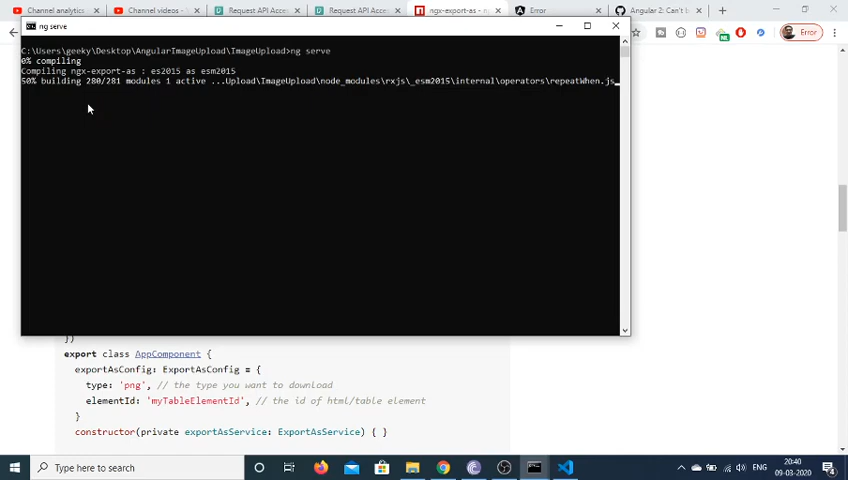 Channel analytics
Channel videos - Y
Request API Acces
Request API Acces
ngx-export-as - n
Error
Angular 2: Can't b
ng serve
Error
C:\Users\geeky\Desktop\AngularImageUpload\ImageUpload>ng serve
0% compiling
Compiling ngx-export-as : es2015 as esm2015
50% building 280/281 modules 1 active ...Upload\ImageUpload\node_modules\rxjs\_esm2015\internal\operators\repeatWhen.js
})
export class AppComponent {
exportAsConfig: ExportAsConfig = {
type: 'png', // the type you want to download
elementId: 'myTableElementId', // the id of html/table element
}
constructor(private exportAsService: ExportAsService) { }
Type here to search
ENG
20:40
09-03-2020
4